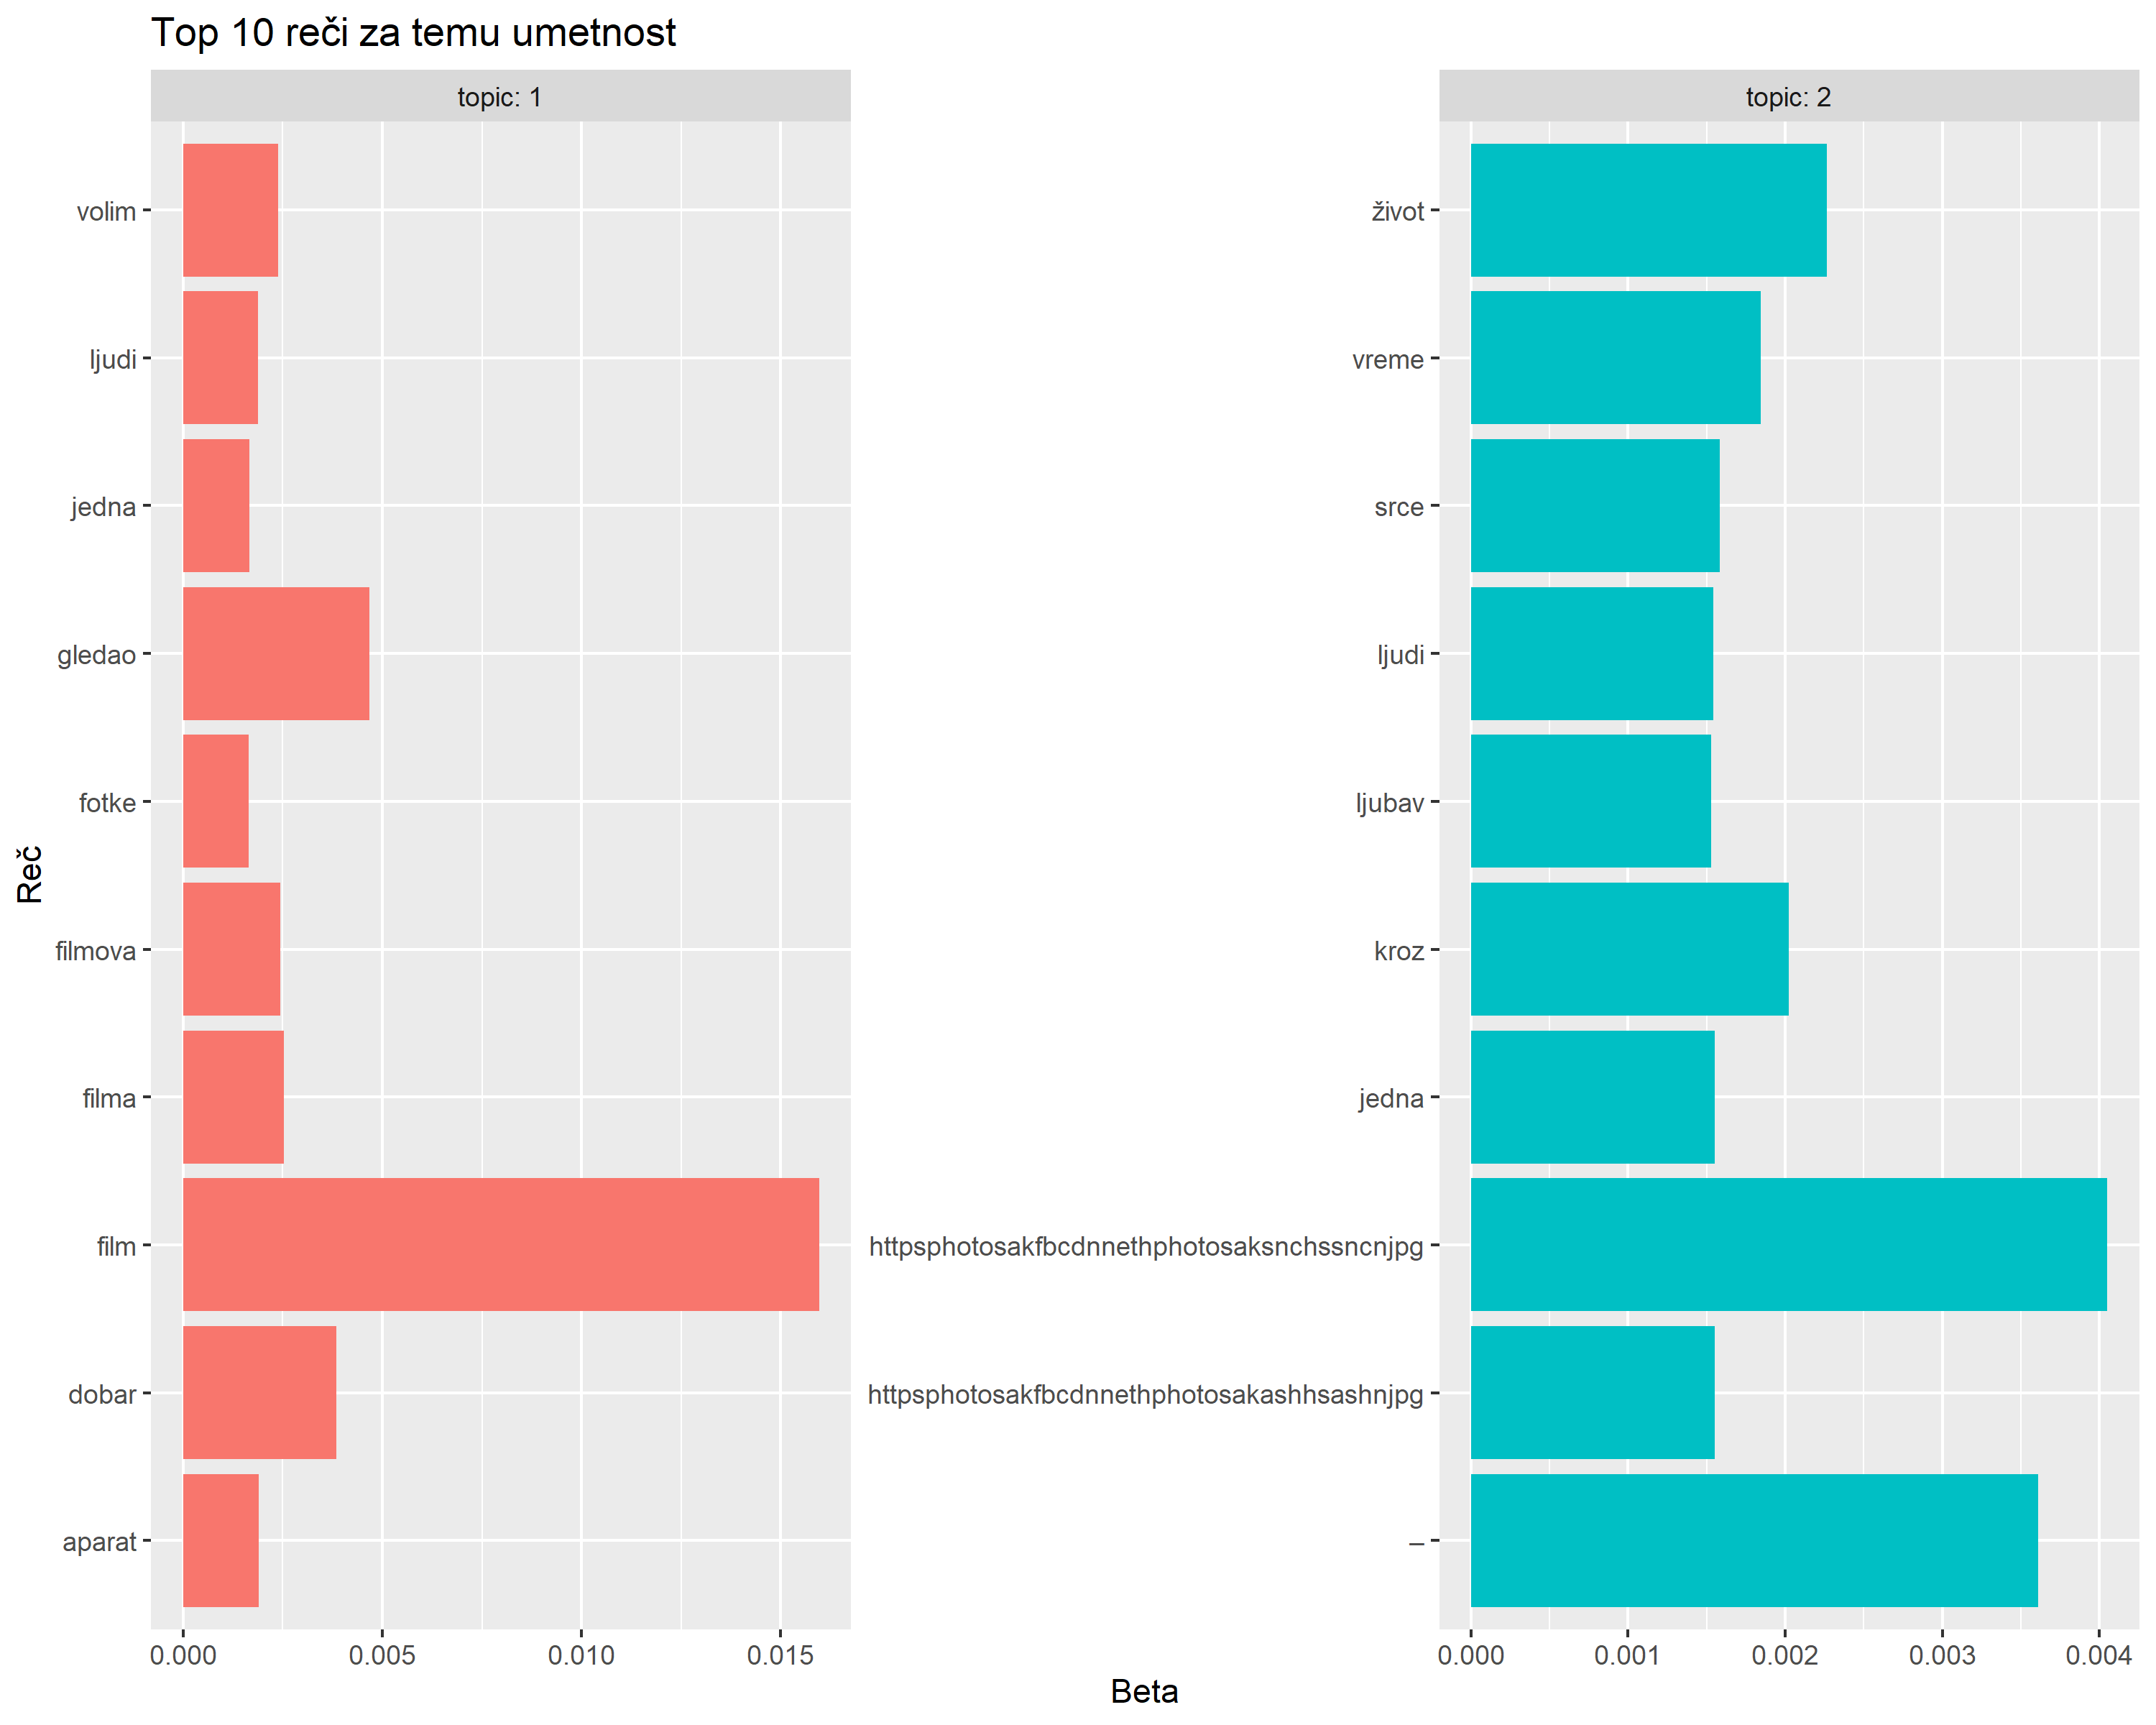 Top 10 reči za temu umetnost
topic: 1
volim
ljudi
jedna
gledao
fotke
filmova
filma
film
dobar
aparat
0.000 0.005 0.010 0.015
topic: 2
život
vreme
srce
ljudi
ljubav
kroz
jedna
httpsphotosakfbcdnnethphotosaksnchssncnjpg
httpsphotosakfbcdnnethphotosakashhsashnjpg
–
0.000 0.001 0.002 0.003 0.004
Reč
Beta